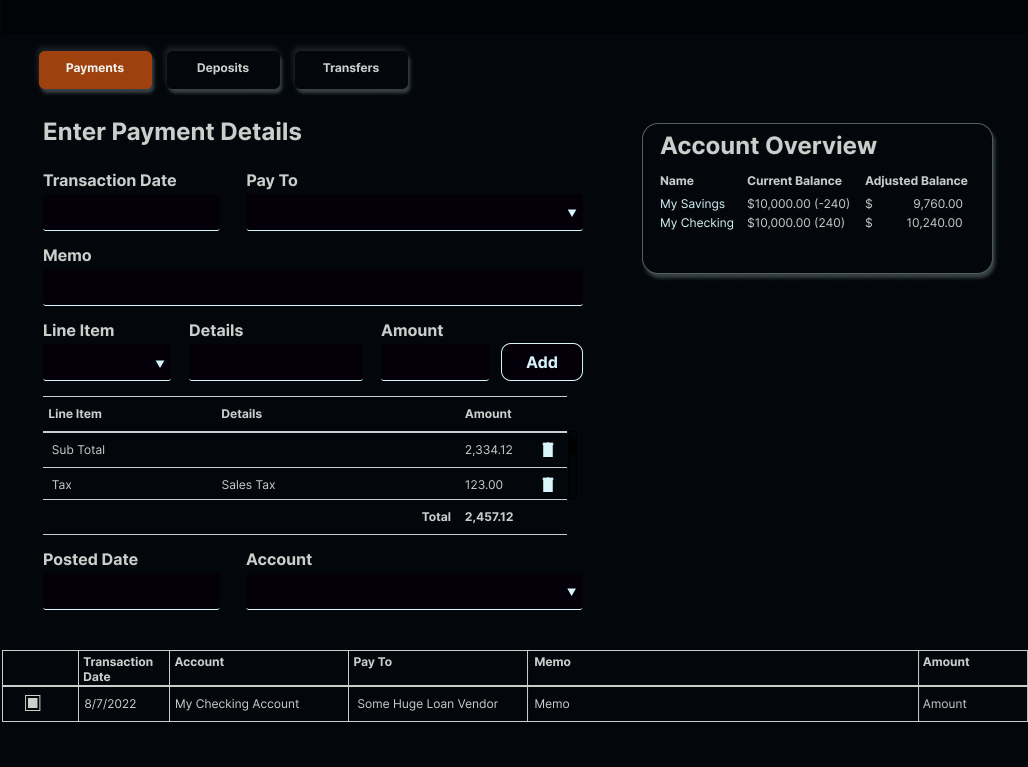 Payments Deposits Transfers
Enter Payment Details
Account Overview
Transaction Date Pay To
Name Current Balance Adjusted Balance
My Savings $10,000.00 (-240) $ 9,760.00
My Checking $10,000.00 (240) $ 10,240.00
Memo
Line Item Details Amount
Add
Line Item Details Amount
Sub Total 2,334.12
Tax Sales Tax 123.00
Total 2,457.12
Posted Date Account
Transaction Date Account Pay To Memo Amount
8/7/2022 My Checking Account Some Huge Loan Vendor Memo Amount